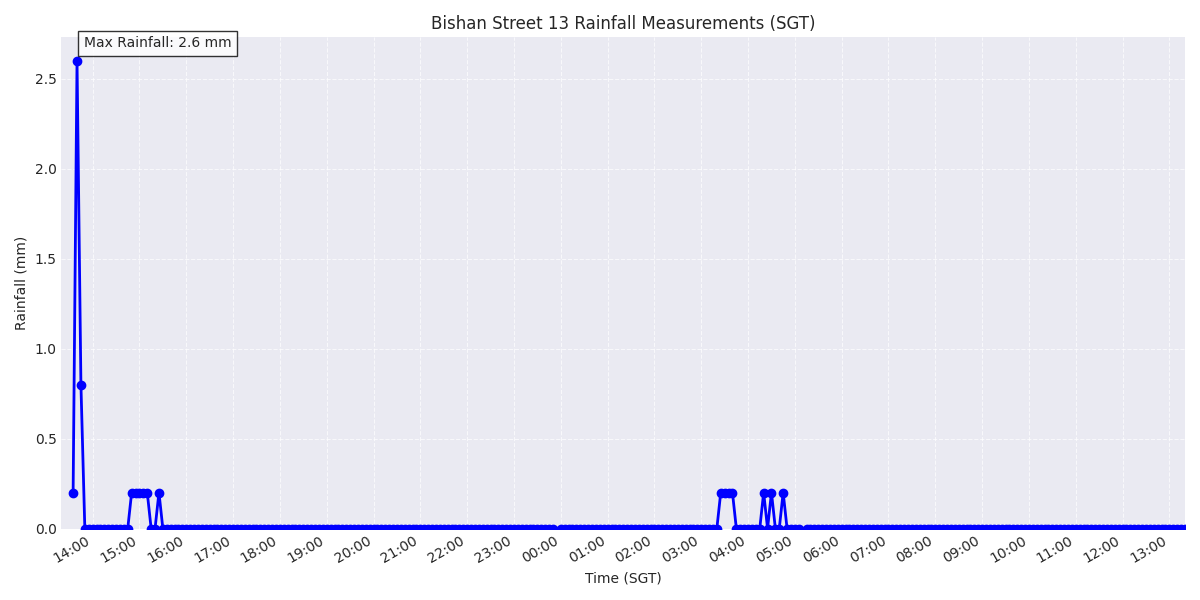 Bishan Street 13 Rainfall Measurements (SGT)
Max Rainfall: 2.6 mm
Rainfall (mm)
2.5
2.0
1.5
1.0
0.5
0.0
14:00 15:00 16:00 17:00 18:00 19:00 20:00 21:00 22:00 23:00 00:00 01:00 02:00 03:00 04:00 05:00 06:00 07:00 08:00 09:00 10:00 11:00 12:00 13:00
Time (SGT)